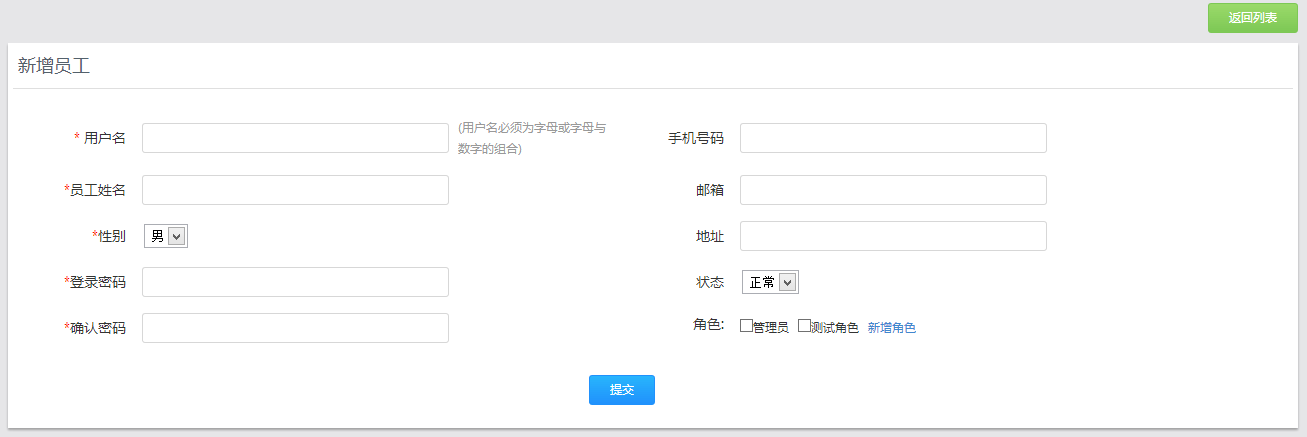 返回列表
新增员工
* 用户名
(用户名必须为字母或字母与
数字的组合)
手机号码
*员工姓名
邮箱
*性别
男
地址
*登录密码
状态
正常
*确认密码
角色:
管理员 测试角色 新增角色
提交